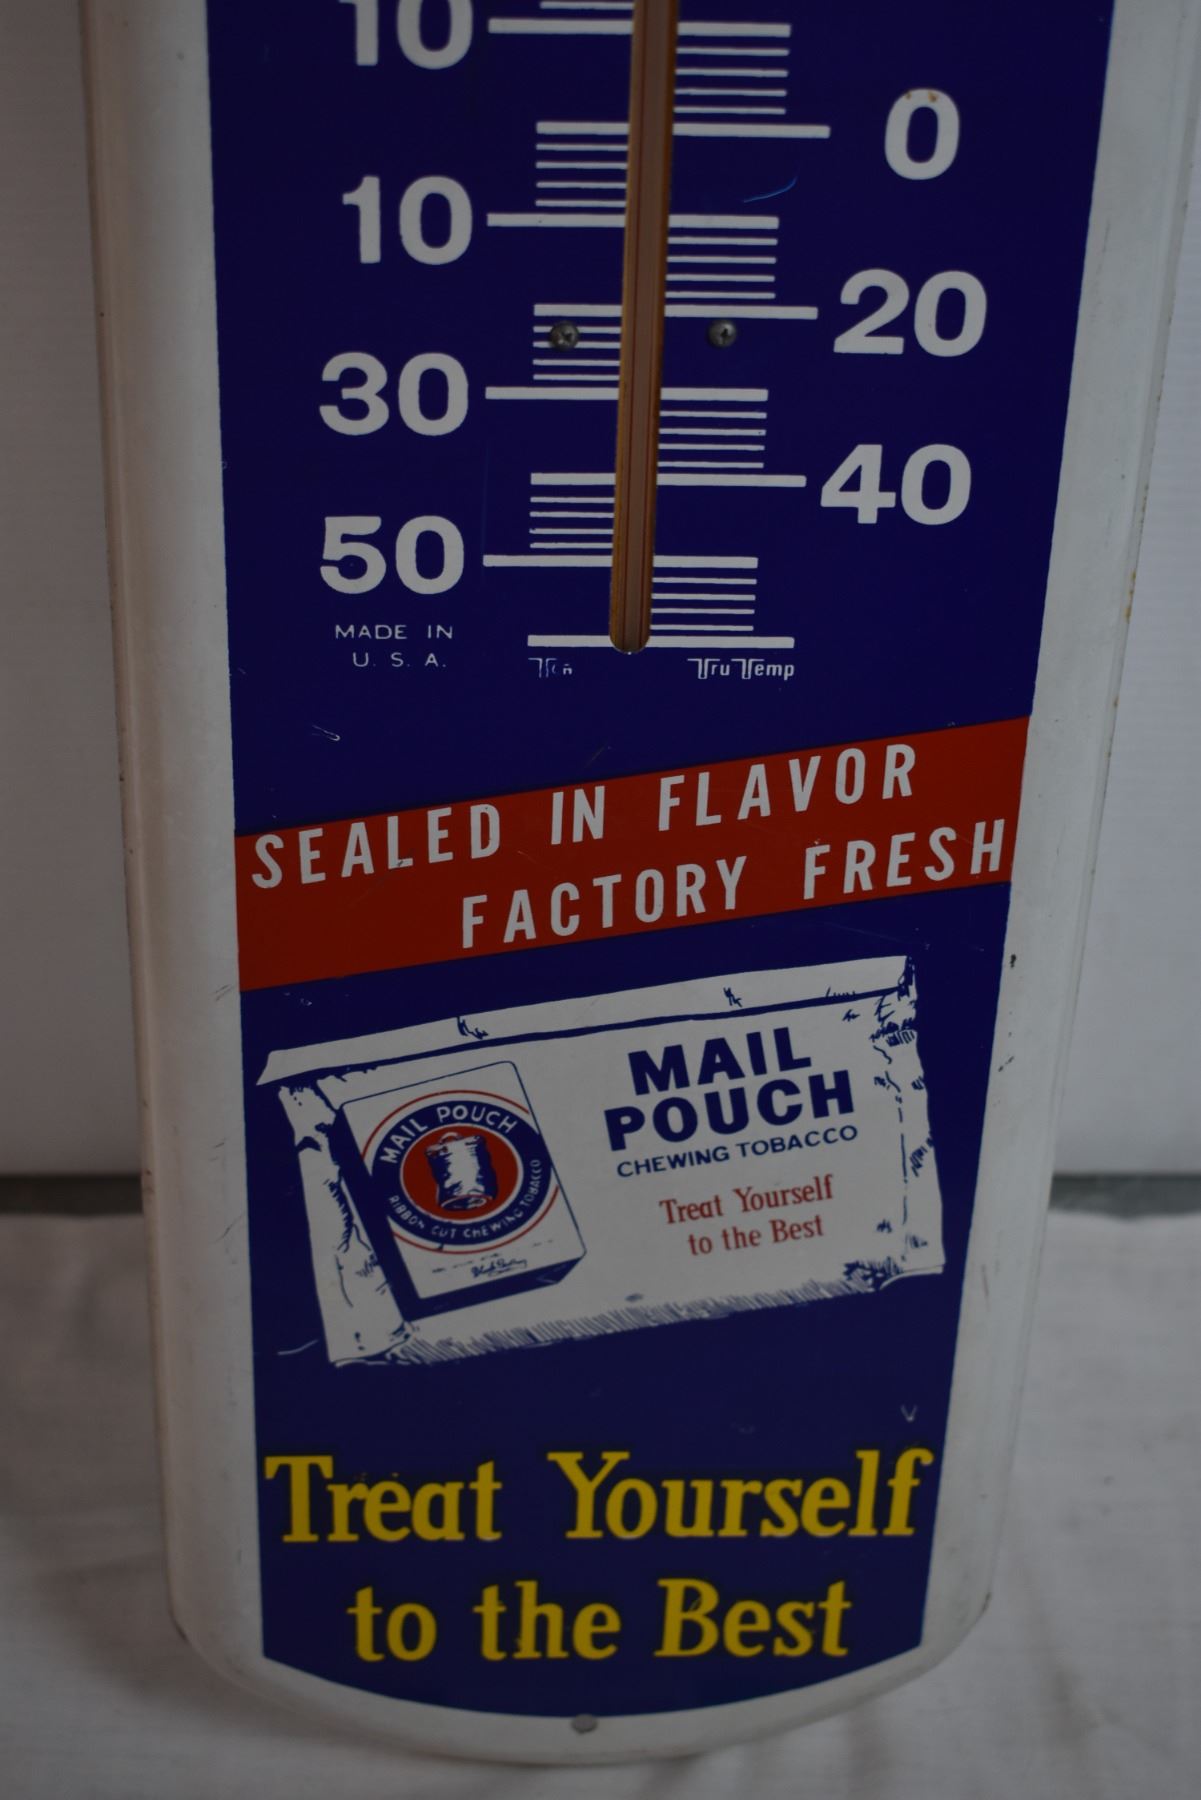 10
0
10
20
30
40
50
MADE IN
U. S. A.
Tru Temp
SEALED IN FLAVOR
FACTORY FRESH
MAIL POUCH
RIBBON CUT CHEWING TOBACCO
MAIL
POUCH
CHEWING TOBACCO
Treat Yourself
to the Best
Treat Yourself
to the Best